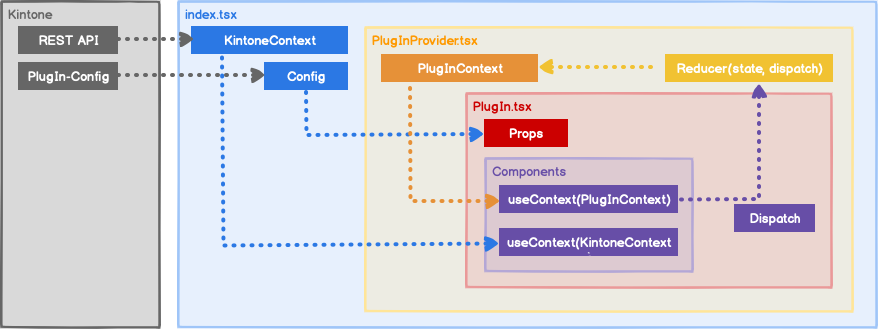 Kintone
REST API
PlugIn-Config
index.tsx
KintoneContext
Config
PlugInProvider.tsx
PlugInContext
Reducer(state, dispatch)
PlugIn.tsx
Props
Components
useContext(PlugInContext)
useContext(KintoneContext
Dispatch